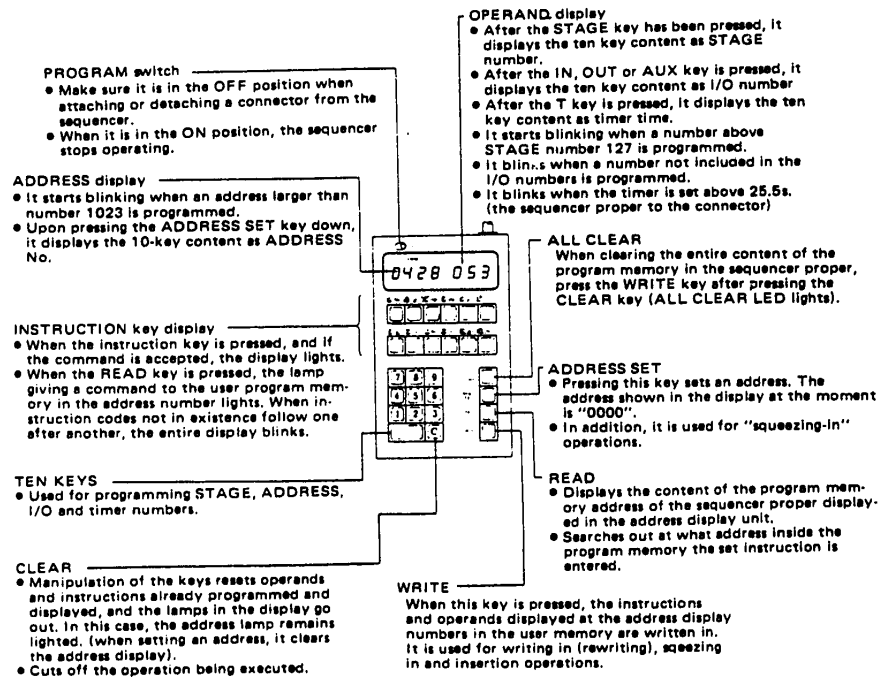 OPERAND display
• After the STAGE key has been pressed, it
displays the ten key content as STAGE
number.
• After the IN, OUT or AUX key is pressed, it
displays the ten key content as I/O number
• After the T key is pressed, it displays the ten
key content as timer time.
• It starts blinking when a number above
STAGE number 127 is programmed.
• It blinks when a number not included in the
I/O numbers is programmed.
• It blinks when the timer is set above 25.5s.
(the sequencer proper to the connector)
PROGRAM switch
• Make sure it is in the OFF position when
attaching or detaching a connector from the
sequencer.
• When it is in the ON position, the sequencer
stops operating.
ADDRESS display
• It starts blinking when an address larger than
number 1023 is programmed.
• Upon pressing the ADDRESS SET key down,
it displays the 10-key content as ADDRESS
No.
0428 053
ALL CLEAR
When clearing the entire content of the
program memory in the sequencer proper,
press the WRITE key after pressing the
CLEAR key (ALL CLEAR LED lights).
INSTRUCTION key display
• When the instruction key is pressed, and if
the command is accepted, the display lights.
• When the READ key is pressed, the lamp
giving a command to the user program mem-
ory in the address number lights. When in-
struction codes not in existence follow one
after another, the entire display blinks.
7 8 9
4 5 6
1 2 3
C
ADDRESS SET
• Pressing this key sets an address. The
address shown in the display at the moment
is "0000".
• In addition, it is used for "squeezing-in"
operations.
TEN KEYS
• Used for programming STAGE, ADDRESS,
I/O and timer numbers.
READ
• Displays the content of the program mem-
ory address of the sequencer proper display-
ed in the address display unit.
• Searches out at what address inside the
program memory the set instruction is
entered.
CLEAR
• Manipulation of the keys resets operands
and instructions already programmed and
displayed, and the lamps in the display go
out. In this case, the address lamp remains
lighted. (when setting an address, it clears
the address display).
• Cuts off the operation being executed.
WRITE
When this key is pressed, the instructions
and operands displayed at the address display
numbers in the user memory are written in.
It is used for writing in (rewriting), sqeezing
in and insertion operations.